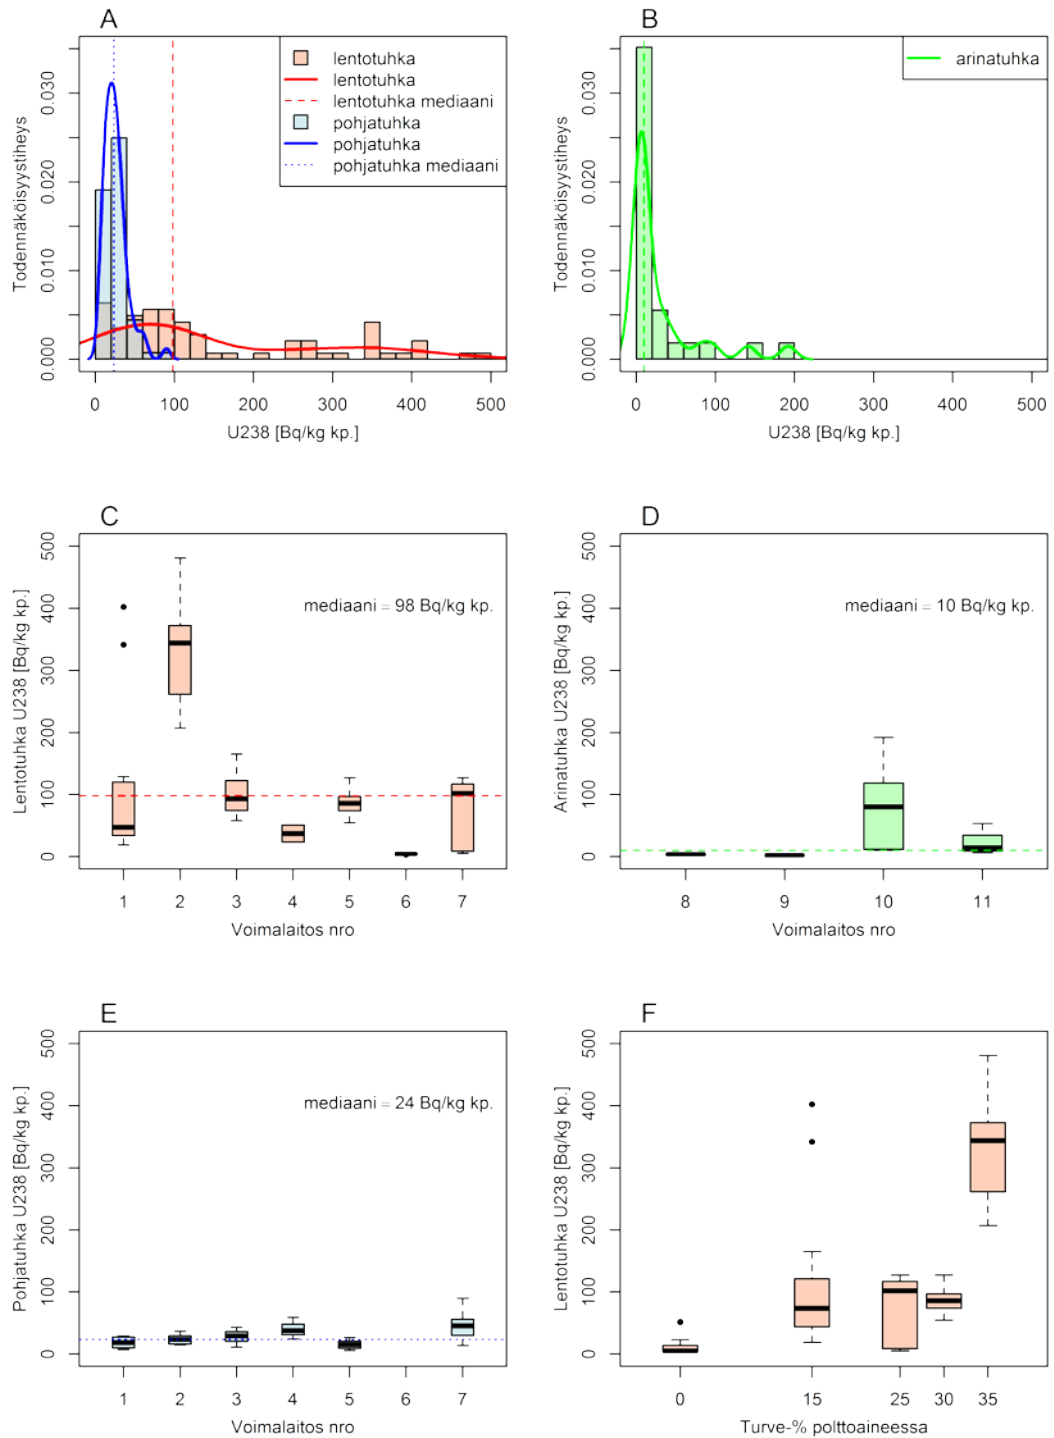 A
Todennäköisyystiheys
0.000
0.010
0.020
0.030
lentotuhka
lentotuhka
lentotuhka mediaani
pohjatuhka
pohjatuhka
pohjatuhka mediaani
0 100 200 300 400 500
U238 [Bq/kg kp.]
B
Todennäköisyystiheys
0.000
0.010
0.020
0.030
arinatuhka
0 100 200 300 400 500
U238 [Bq/kg kp.]
C
Lentotuhka U238 [Bq/kg kp.]
0
100
200
300
400
500
mediaani = 98 Bq/kg kp.
1 2 3 4 5 6 7
Voimalaitos nro
D
Arinatuhka U238 [Bq/kg kp.]
0
100
200
300
400
500
mediaani = 10 Bq/kg kp.
8 9 10 11
Voimalaitos nro
E
Pohjatuhka U238 [Bq/kg kp.]
0
100
200
300
400
500
mediaani = 24 Bq/kg kp.
1 2 3 4 5 6 7
Voimalaitos nro
F
Lentotuhka U238 [Bq/kg kp.]
0
100
200
300
400
500
0 15 25 30 35
Turve-% polttoaineessa